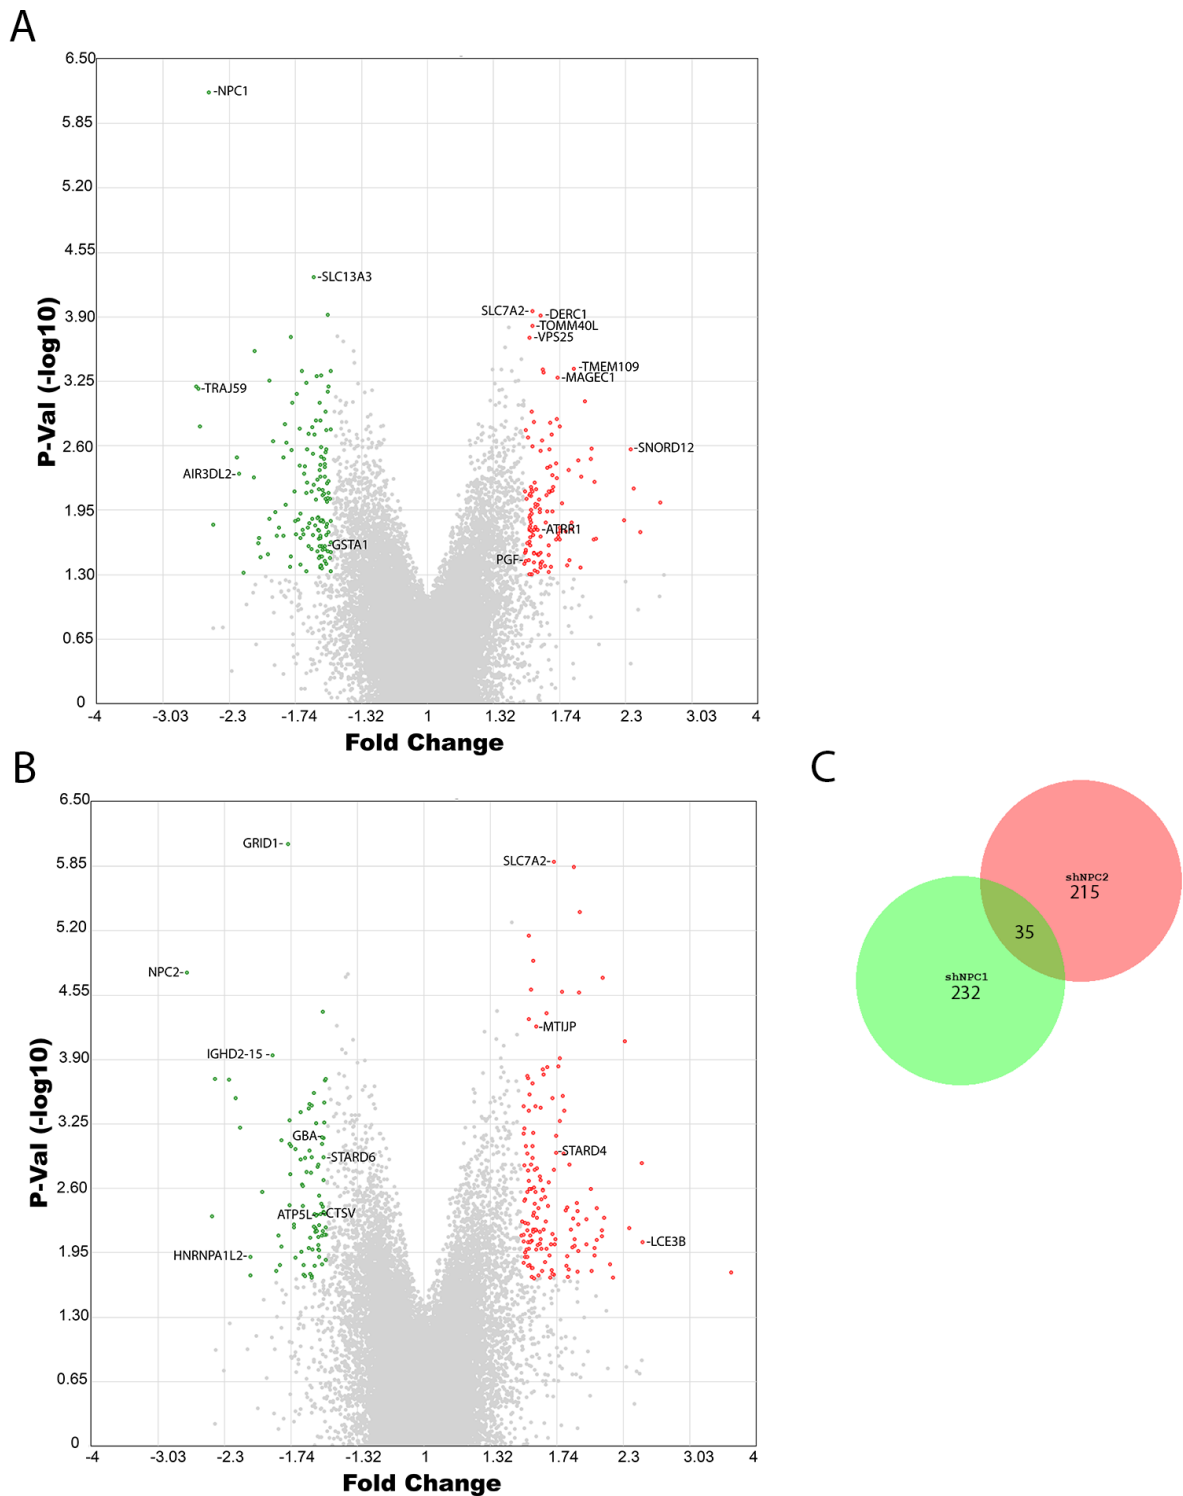 A
6.50
-NPC1
5.85
5.20
4.55
-SLC13A3
3.90
SLC7A2-
-DERC1
-TOMM40L
-VPS25
-TMEM109
3.25
-MAGEC1
-TRAJ59
2.60
-SNORD12
AIR3DL2-
1.95
-ATRR1
-GSTA1
PGF-
1.30
0.65
0
P-Val (-log10)
-4 -3.03 -2.3 -1.74 -1.32 1 1.32 1.74 2.3 3.03 4
Fold Change
B
6.50
GRID1-
5.85
SLC7A2-
5.20
NPC2-
4.55
-MTIJP
3.90
IGHD2-15 -
3.25
GBA-
-STARD6
-STARD4
2.60
ATP5L-
-CTSV
1.95
HNRNPA1L2-
-LCE3B
1.30
0.65
0
P-Val (-log10)
-4 -3.03 -2.3 -1.74 -1.32 1 1.32 1.74 2.3 3.03 4
Fold Change
C
shNPC2
215
35
shNPC1
232